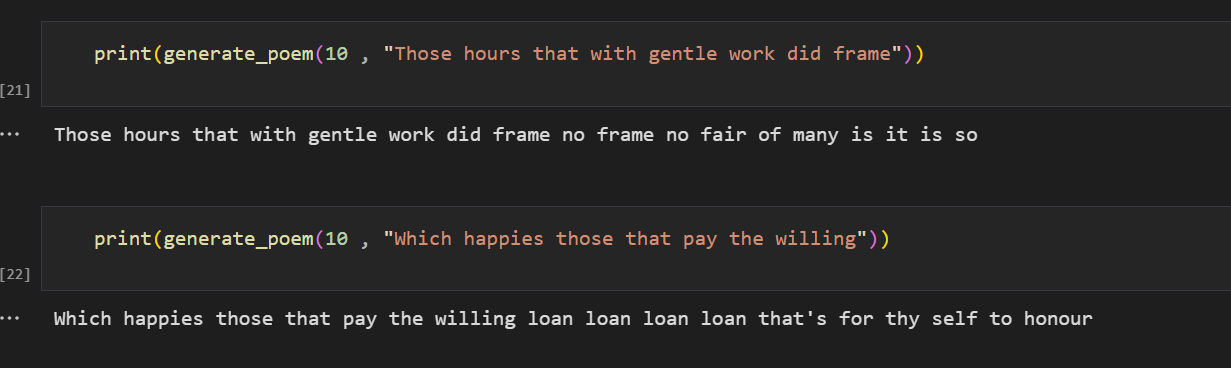 print(generate_poem(10 , "Those hours that with gentle work did frame"))
[21]
··· Those hours that with gentle work did frame no frame no fair of many is it is so
print(generate_poem(10 , "Which happies those that pay the willing"))
[22]
··· Which happies those that pay the willing loan loan loan loan that's for thy self to honour